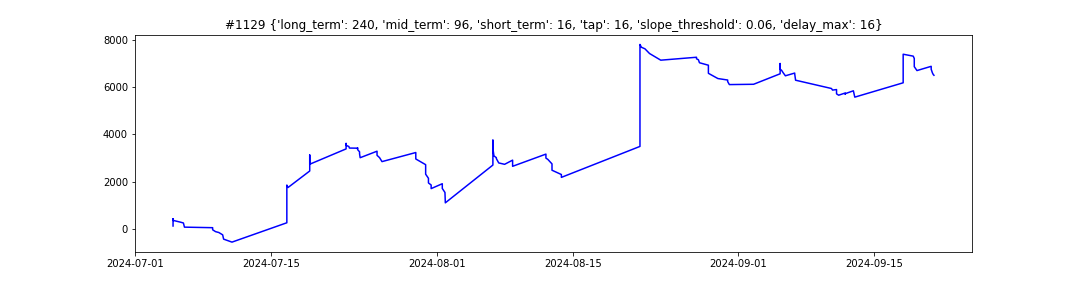 #1129 {'long_term': 240, 'mid_term': 96, 'short_term': 16, 'tap': 16, 'slope_threshold': 0.06, 'delay_max': 16}
8000
6000
4000
2000
0
2024-07-01 2024-07-15 2024-08-01 2024-08-15 2024-09-01 2024-09-15